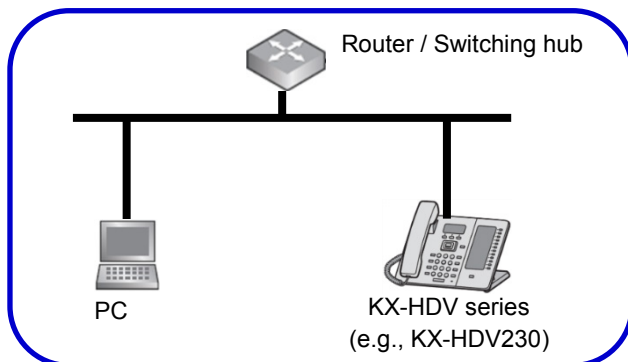 Router / Switching hub
PC
KX-HDV series
(e.g., KX-HDV230)